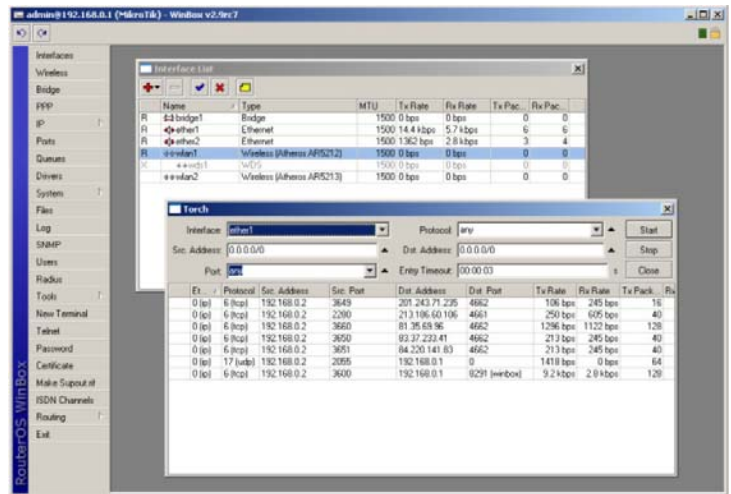 admin@192.168.0.1 (MikroTik) - WinBox v2.9rc7
Interfaces
Wireless
Bridge
PPP
IP
Ports
Queues
Drivers
System
Files
Log
SNMP
Users
Radius
Tools
New Terminal
Telnet
Password
Certificate
Make Supout.rif
ISDN Channels
Routing
Exit
RouterOS WinBox
Interface List
Name Type MTU Tx Rate Rx Rate Tx Pac... Rx Pac...
R bridge1 Bridge 1500 0 bps 0 bps 0 0
R ether1 Ethernet 1500 14.4 kbps 5.7 kbps 6 6
R ether2 Ethernet 1500 1362 bps 2.8 kbps 3 4
R wlan1 Wireless (Atheros AR5212) 1500 0 bps 0 bps 0 0
X wds1 WDS 1500 0 bps 0 bps 0 0
wlan2 Wireless (Atheros AR5213) 1500 0 bps 0 bps 0 0
Torch
Interface: ether1 Protocol: any Start
Src. Address: 0.0.0.0/0 Dst. Address: 0.0.0.0/0 Stop
Port: any Entry Timeout: 00:00:03 s Close
Et... Protocol Src. Address Src. Port Dst. Address Dst. Port Tx Rate Rx Rate Tx Pack... Rx
0 (ip) 6 (tcp) 192.168.0.2 3649 201.243.71.235 4662 106 bps 245 bps 16
0 (ip) 6 (tcp) 192.168.0.2 2280 213.186.60.106 4661 250 bps 605 bps 40
0 (ip) 6 (tcp) 192.168.0.2 3660 81.35.69.96 4662 1296 bps 1122 bps 128
0 (ip) 6 (tcp) 192.168.0.2 3650 83.37.233.41 4662 213 bps 245 bps 40
0 (ip) 6 (tcp) 192.168.0.2 3651 84.220.141.83 4662 213 bps 245 bps 40
0 (ip) 17 (udp) 192.168.0.2 2055 192.168.0.1 0 1418 bps 0 bps 64
0 (ip) 6 (tcp) 192.168.0.2 3600 192.168.0.1 8291 (winbox) 9.2 kbps 2.8 kbps 128